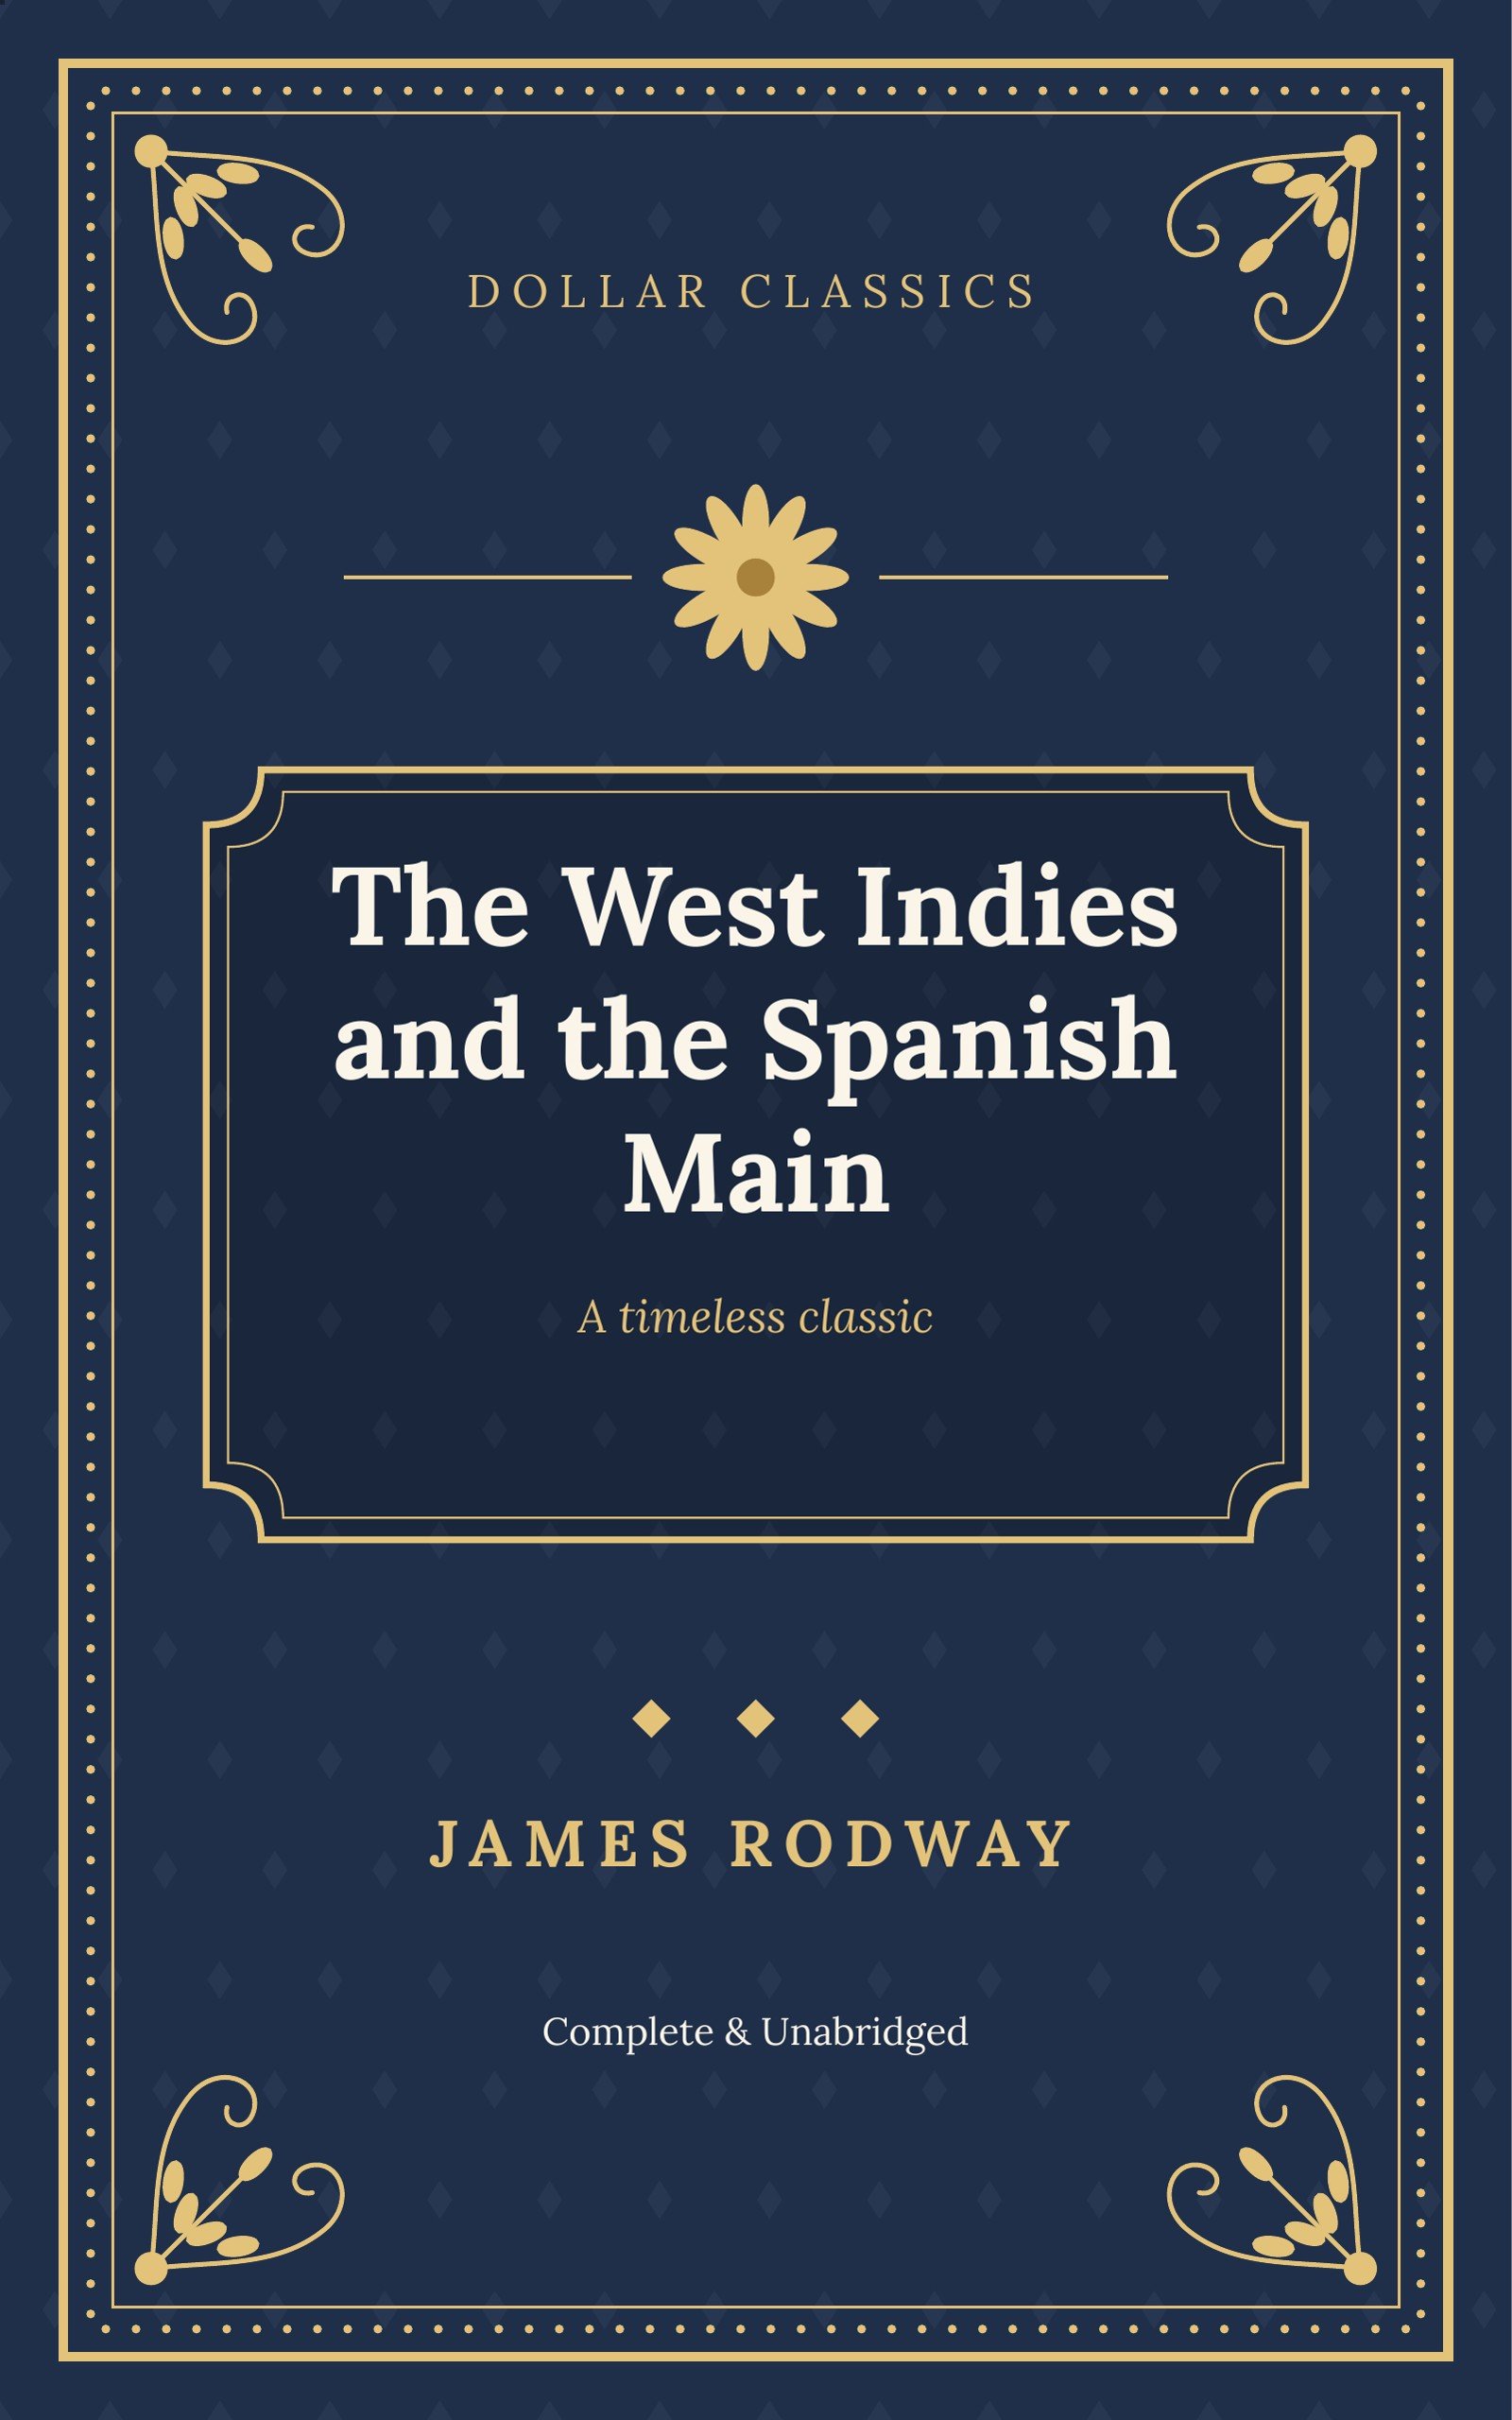 DOLLAR CLASSICS
The West Indies
and the Spanish
Main
A timeless classic
JAMES RODWAY
Complete & Unabridged